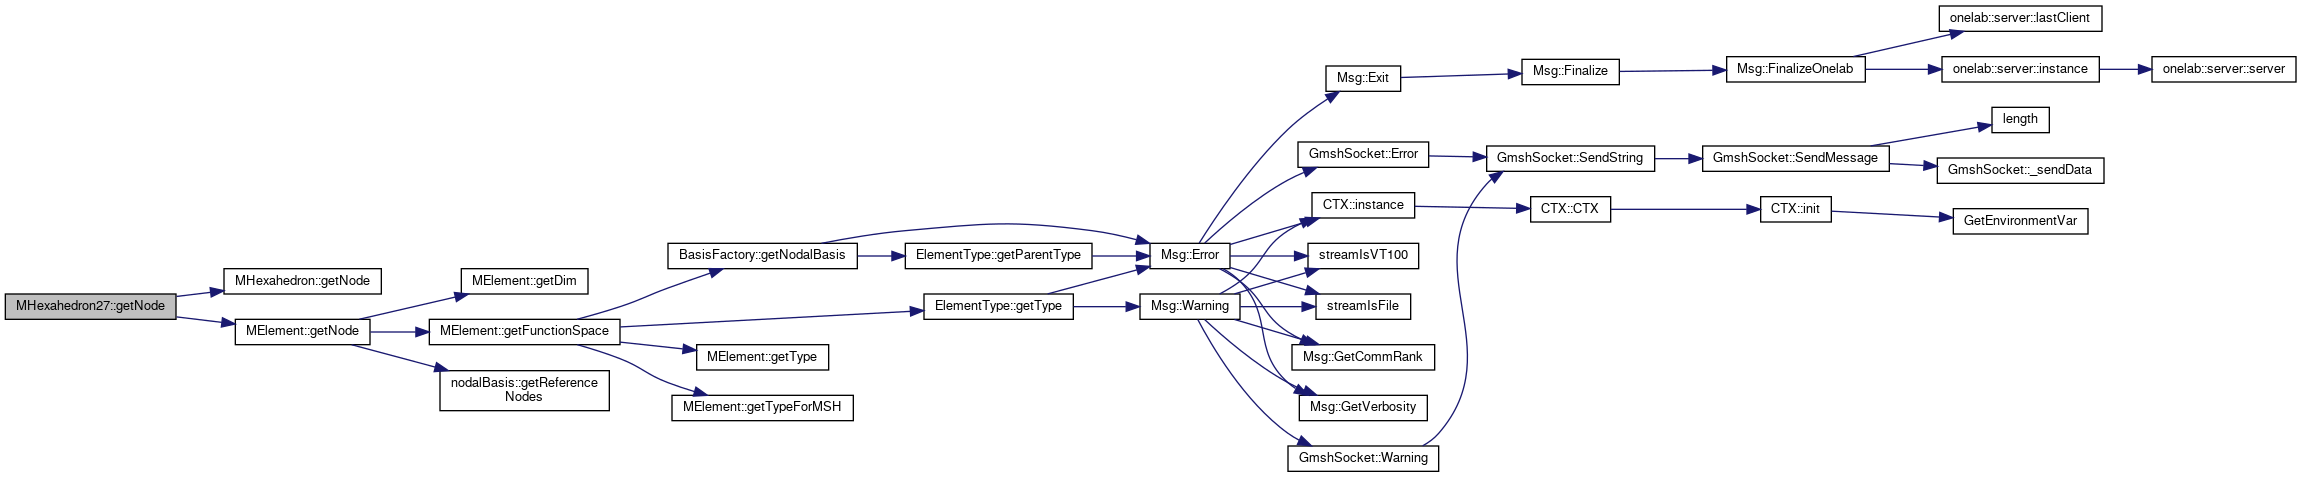 MHexahedron27::getNode
MHexahedron::getNode
MElement::getNode
MElement::getDim
MElement::getFunctionSpace
nodalBasis::getReference
Nodes
BasisFactory::getNodalBasis
ElementType::getParentType
ElementType::getType
MElement::getType
MElement::getTypeForMSH
Msg::Error
Msg::Warning
Msg::Exit
GmshSocket::Error
CTX::instance
streamIsVT100
streamIsFile
Msg::GetCommRank
Msg::GetVerbosity
GmshSocket::Warning
Msg::Finalize
GmshSocket::SendString
CTX::CTX
Msg::FinalizeOnelab
GmshSocket::SendMessage
CTX::init
onelab::server::lastClient
onelab::server::instance
onelab::server::server
length
GmshSocket::_sendData
GetEnvironmentVar